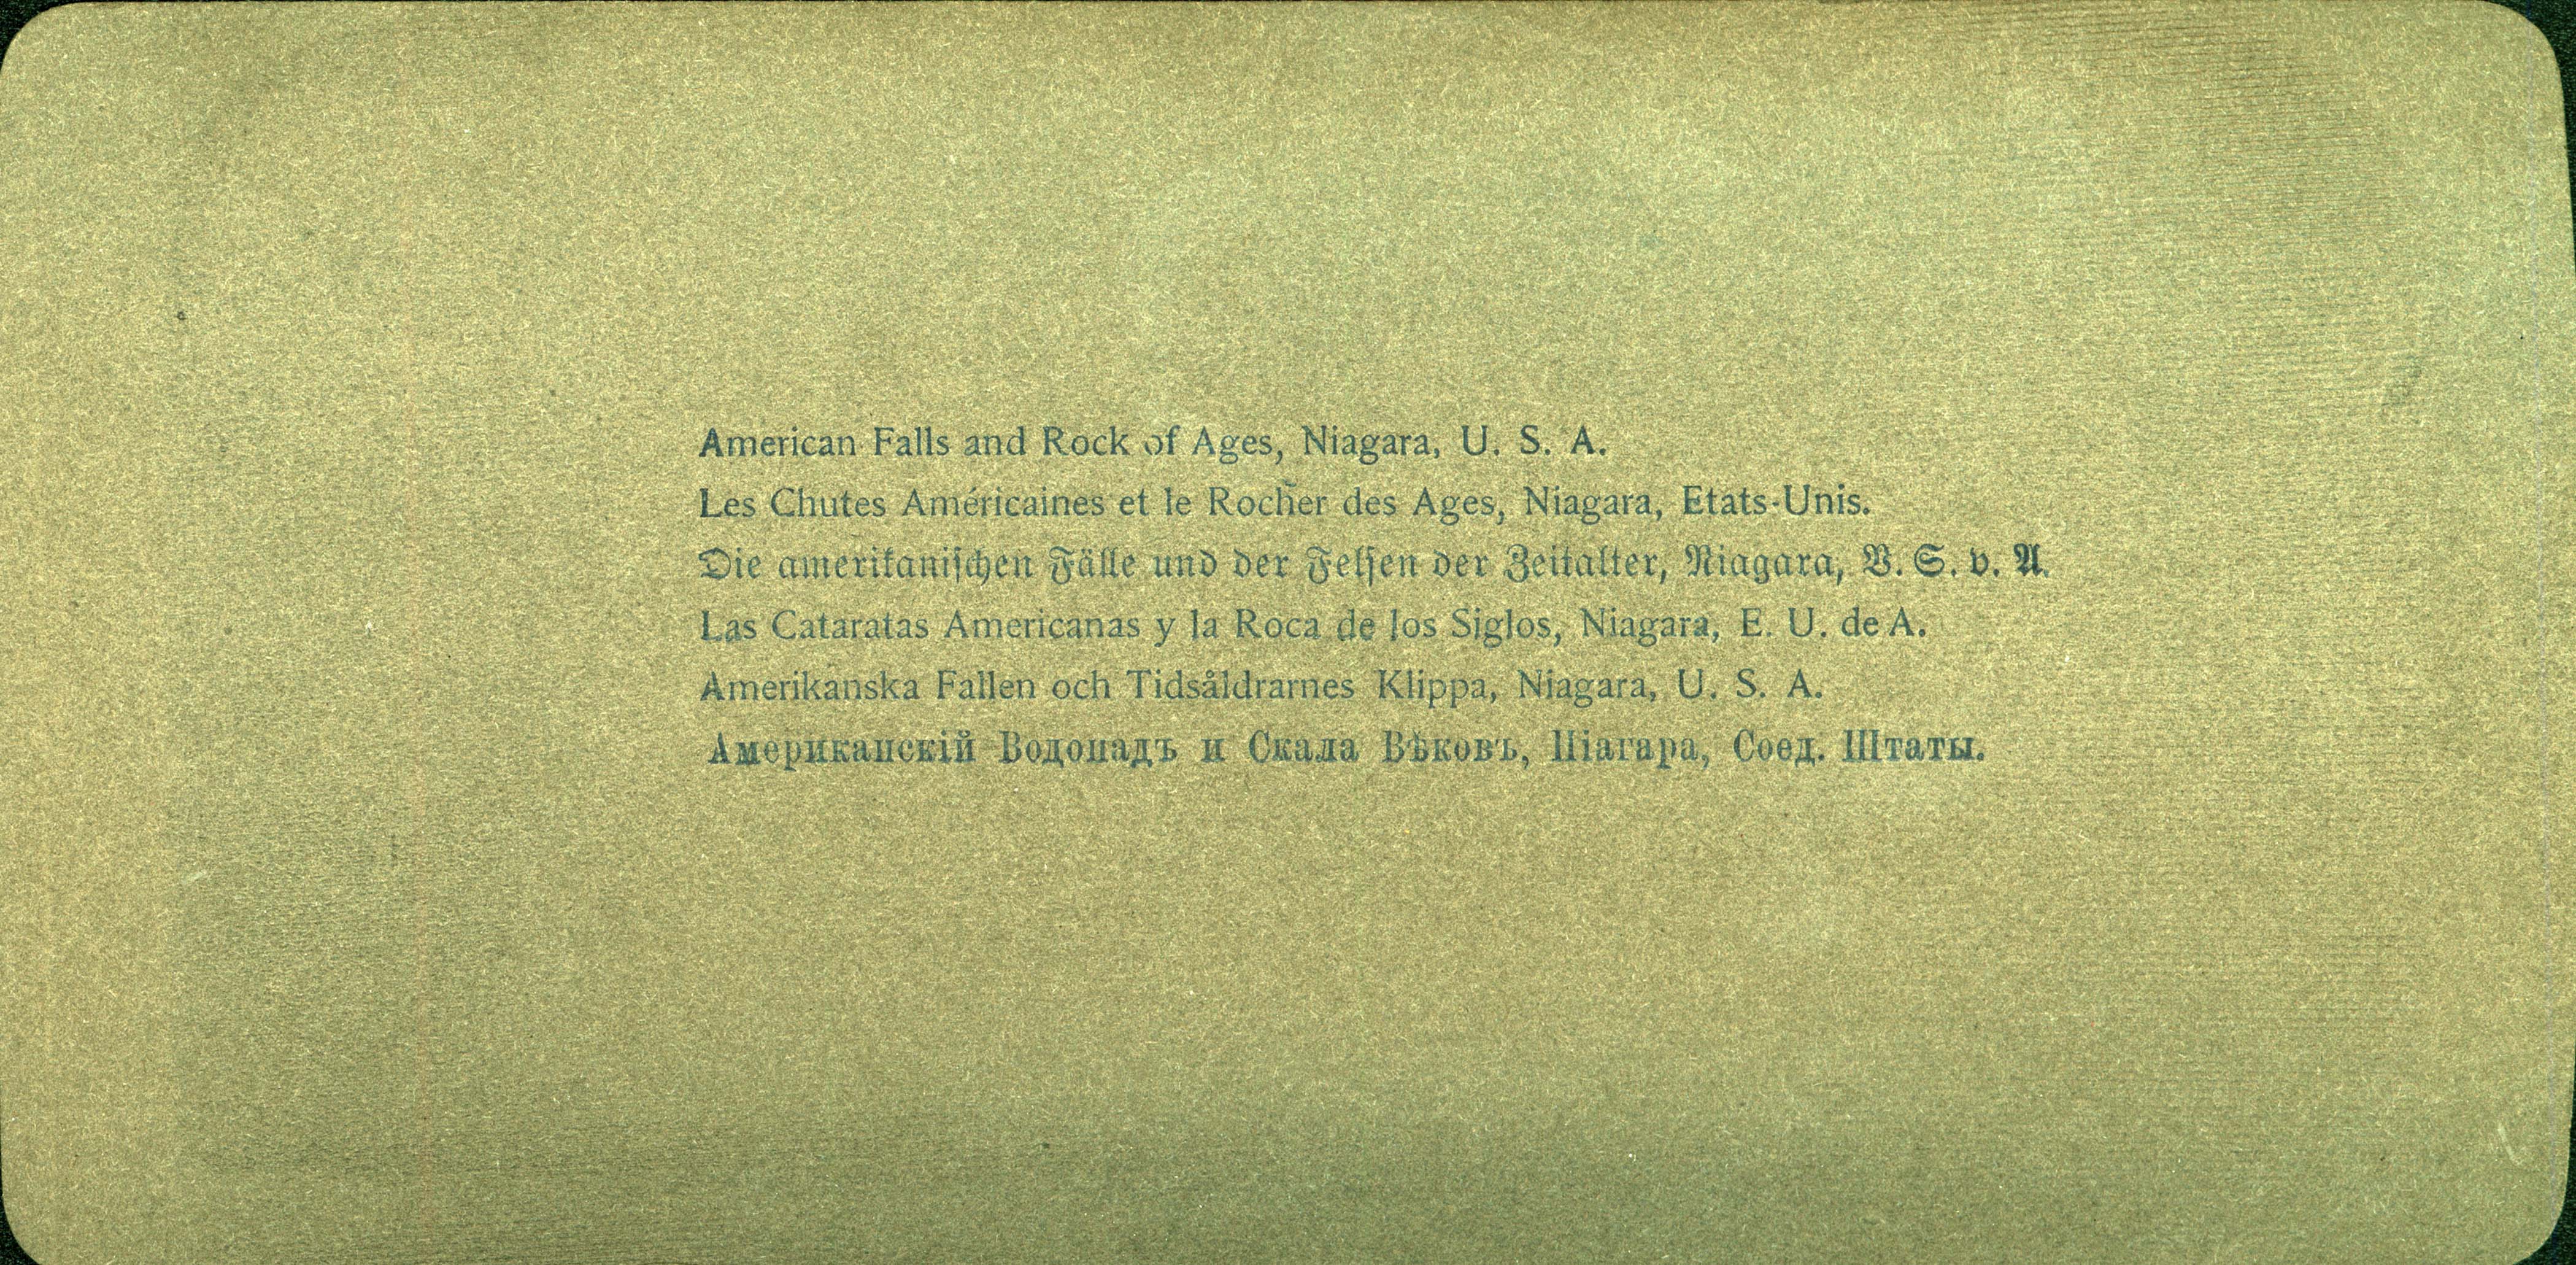 American Falls and Rock of Ages, Niagara, U. S. A.
Les Chutes Américaines et le Rocher des Ages, Niagara, Etats-Unis.
Die amerikanischen Fälle und der Felsen der Zeitalter, Niagara, V. S. v. A.
Las Cataratas Americanas y la Roca de los Siglos, Niagara, E. U. de A.
Amerikanska Fallen och Tidsåldrarnes Klippa, Niagara, U. S. A.
Американскій Водопадъ и Скала Вѣковъ, Ніагара, Соед. Штаты.